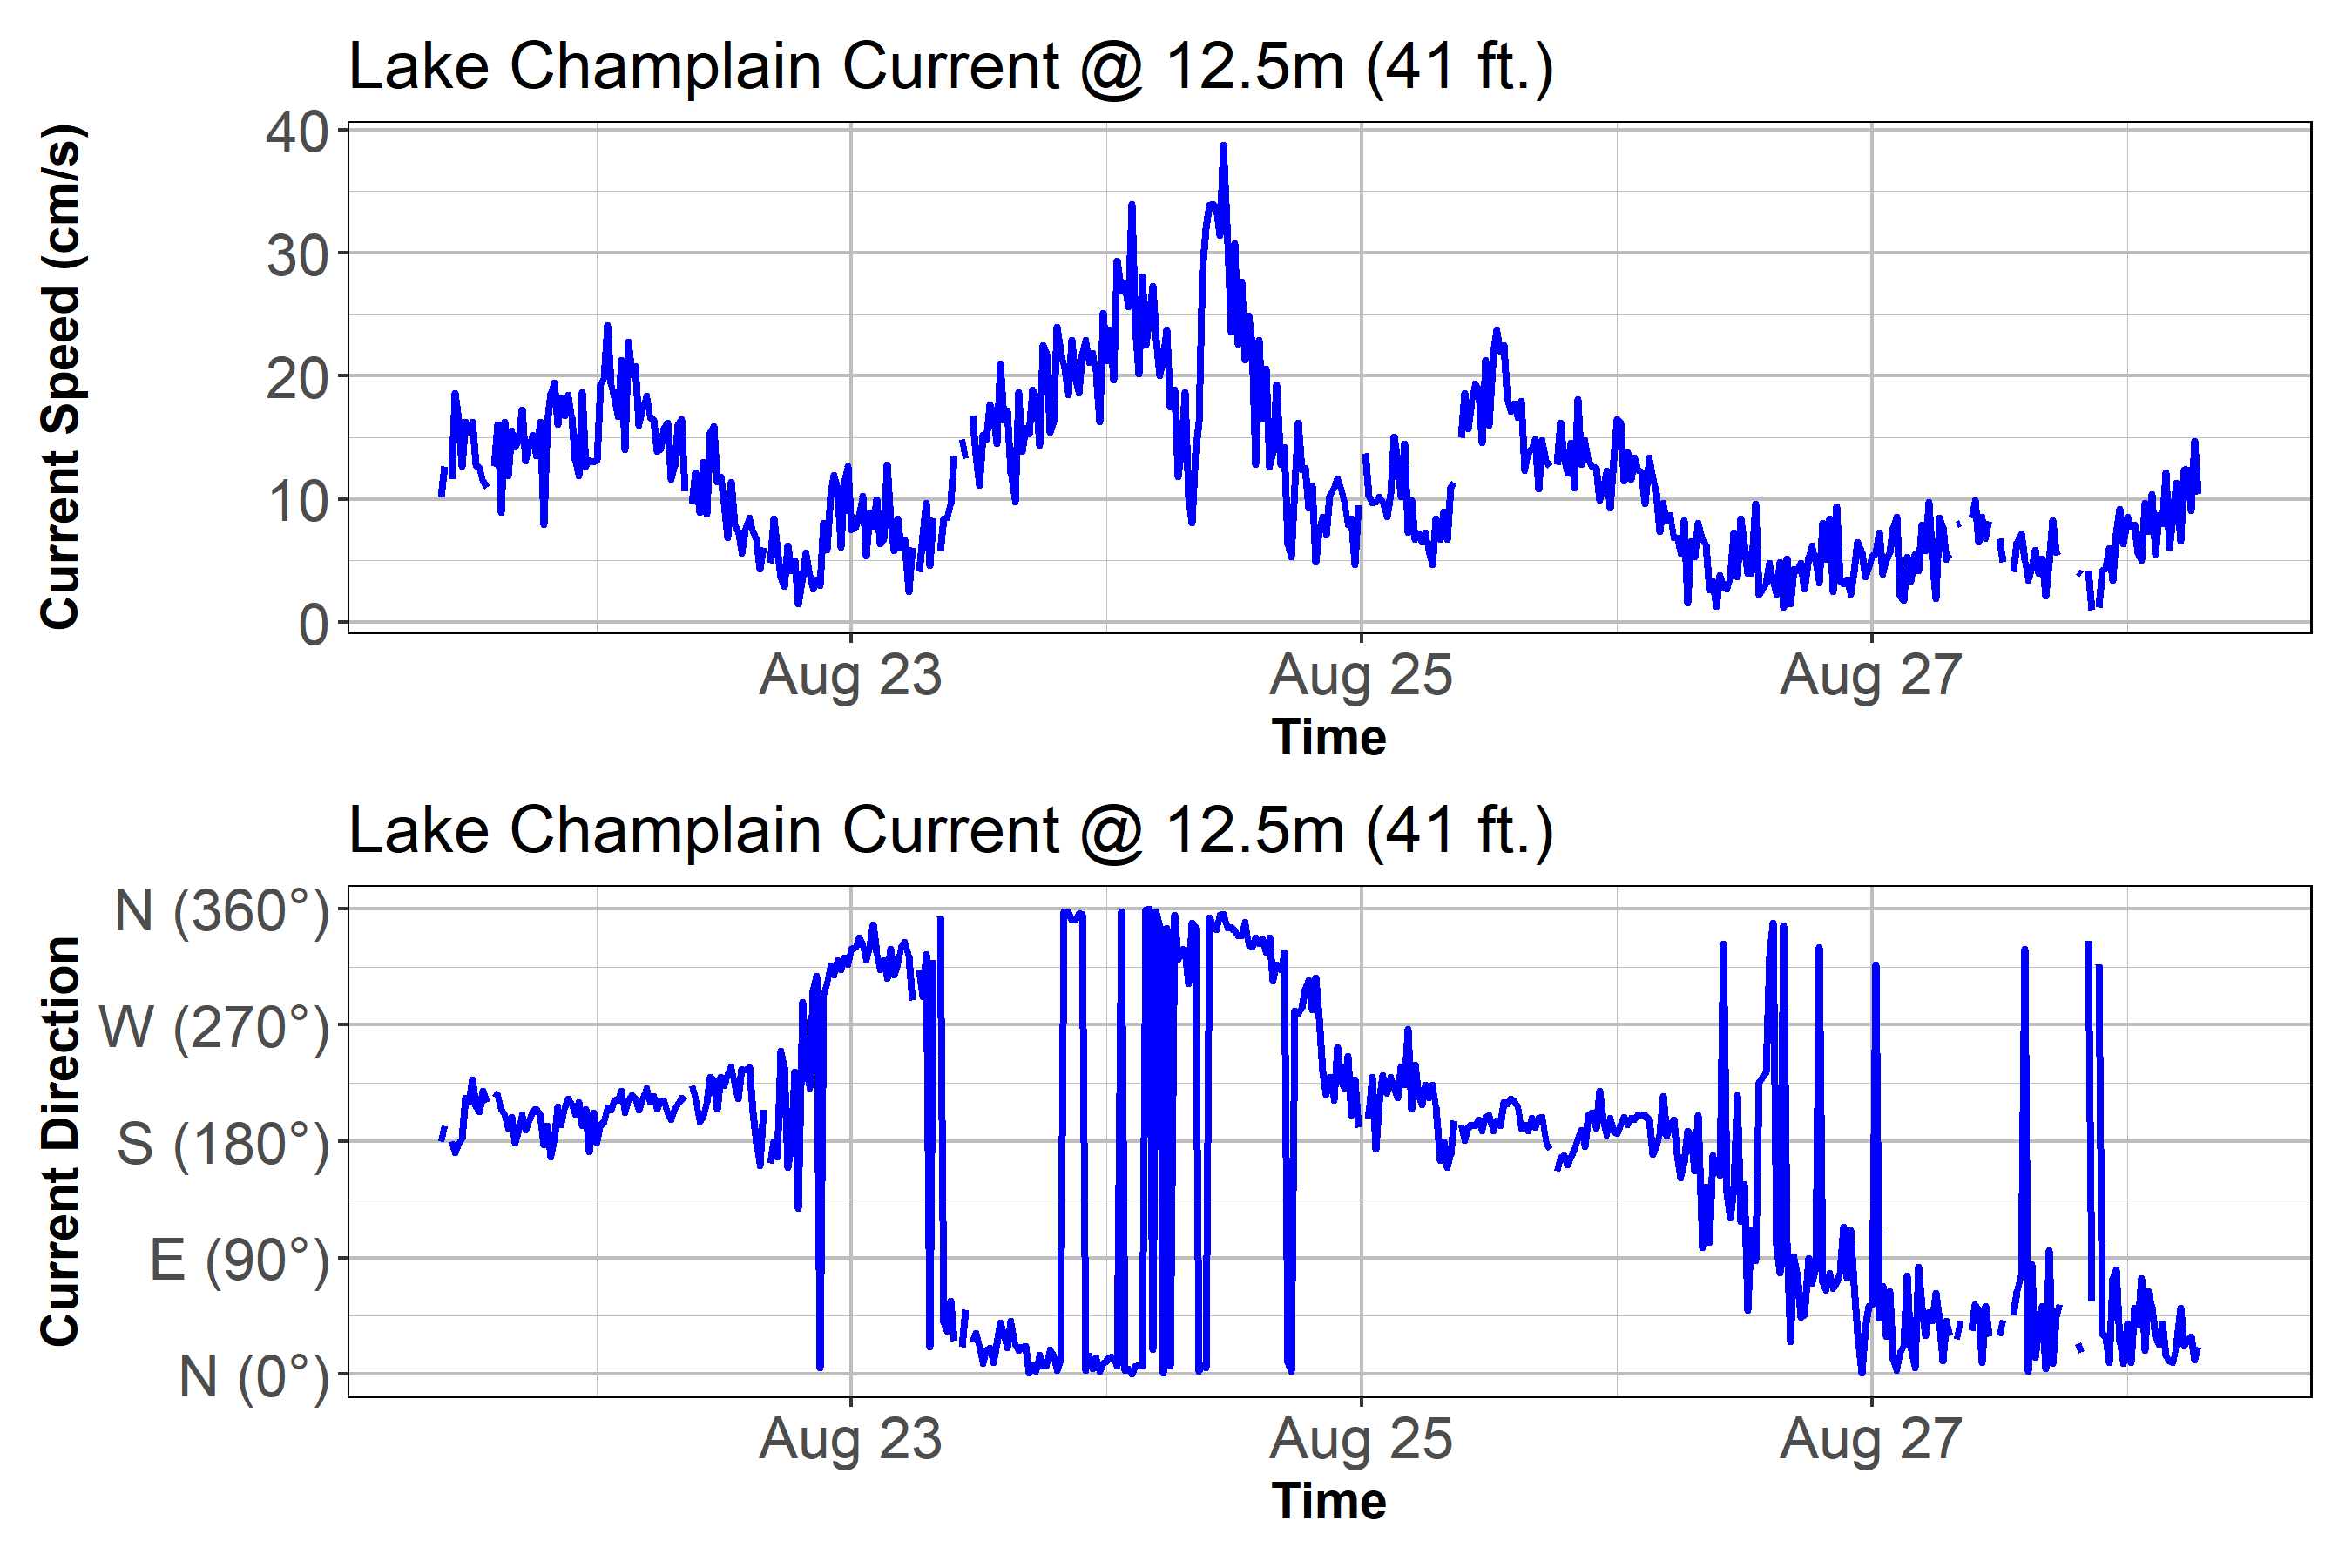 Lake Champlain Current @ 12.5m (41 ft.)
Current Speed (cm/s)
40
30
20
10
0
Aug 23 Aug 25 Aug 27
Time
Lake Champlain Current @ 12.5m (41 ft.)
Current Direction
N (360°)
W (270°)
S (180°)
E (90°)
N (0°)
Aug 23 Aug 25 Aug 27
Time